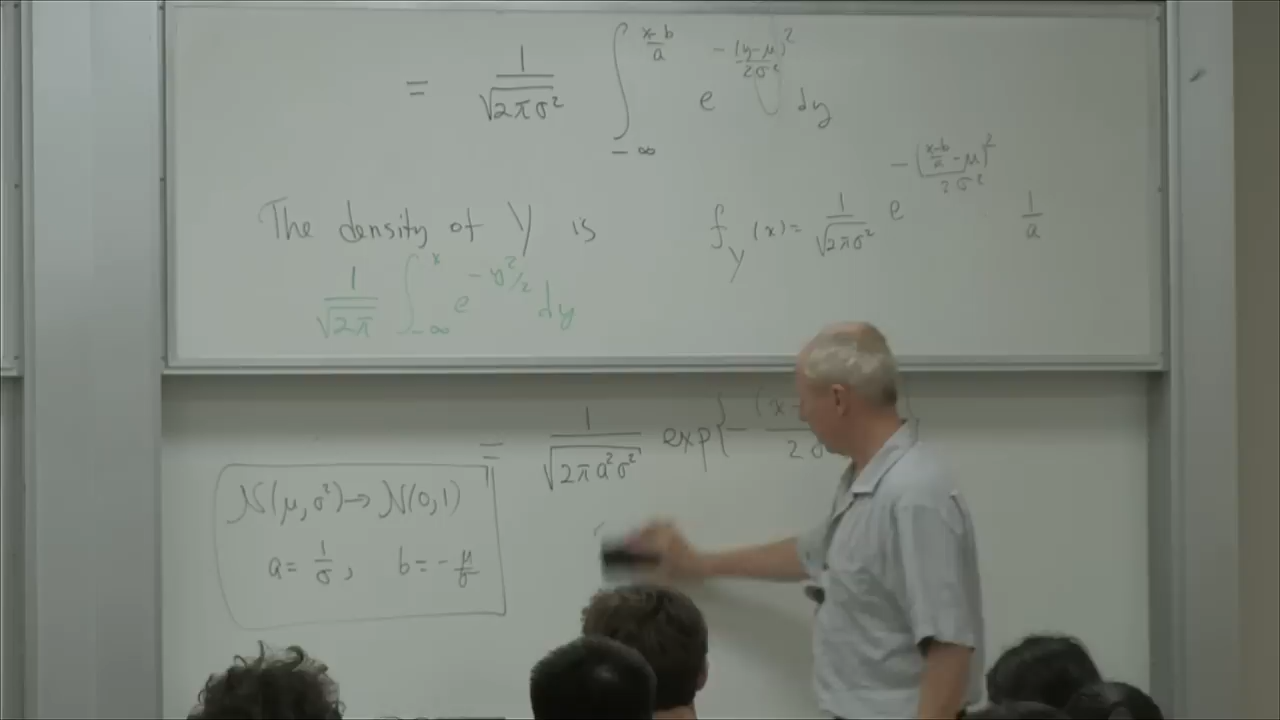 = 1/√(2πσ²) ∫_{-∞}^{(x-b)/a} e^{-(y-μ)²/2σ²} dy
The density of Y is f_Y(x) = 1/√(2πσ²) e^{-((x-b)/a - μ)²/2σ²} 1/a
1/√(2π) ∫_{-∞}^{x} e^{-y²/2} dy
= 1/√(2πa²σ²) exp{-(x- 2σ
N(μ, σ²) → N(0,1)
a = 1/σ, b = -μ/σ